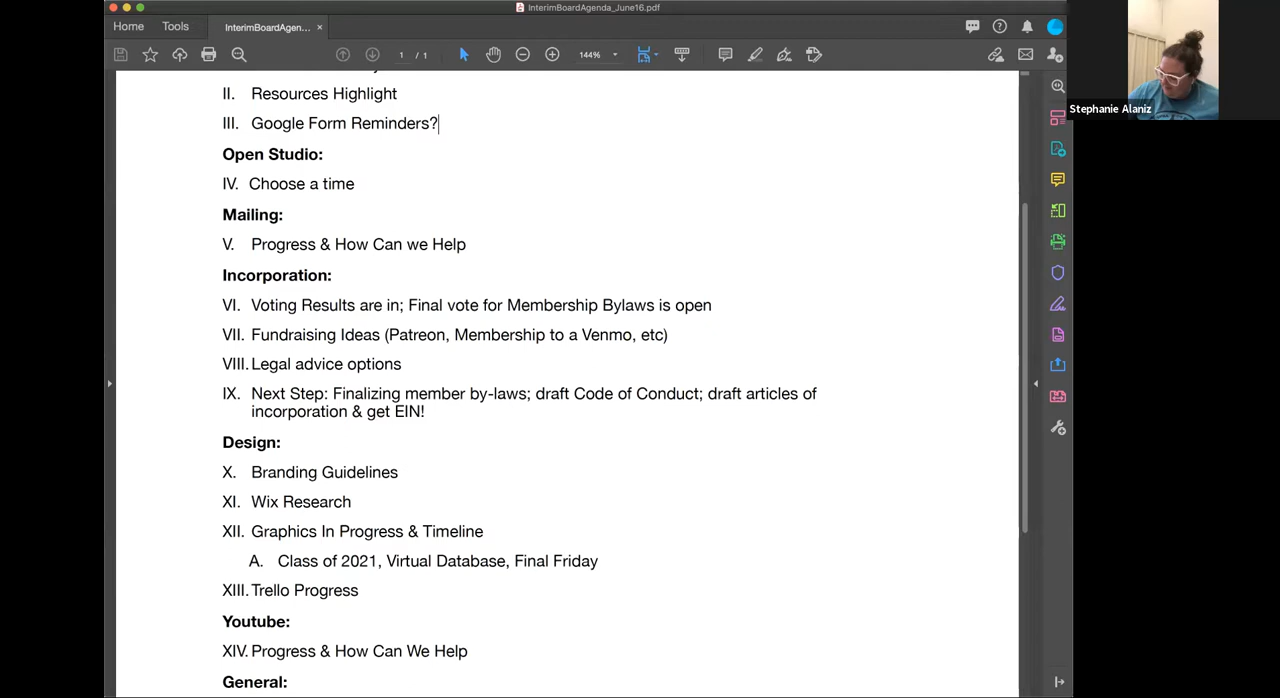 InterimBoardAgenda_June16.pdf
Home Tools InterimBoardAgen... ×
1 / 1 144%
II. Resources Highlight
III. Google Form Reminders?
Open Studio:
IV. Choose a time
Mailing:
V. Progress & How Can we Help
Incorporation:
VI. Voting Results are in; Final vote for Membership Bylaws is open
VII. Fundraising Ideas (Patreon, Membership to a Venmo, etc)
VIII. Legal advice options
IX. Next Step: Finalizing member by-laws; draft Code of Conduct; draft articles of
incorporation & get EIN!
Design:
X. Branding Guidelines
XI. Wix Research
XII. Graphics In Progress & Timeline
A. Class of 2021, Virtual Database, Final Friday
XIII. Trello Progress
Youtube:
XIV. Progress & How Can We Help
General:
Stephanie Alaniz